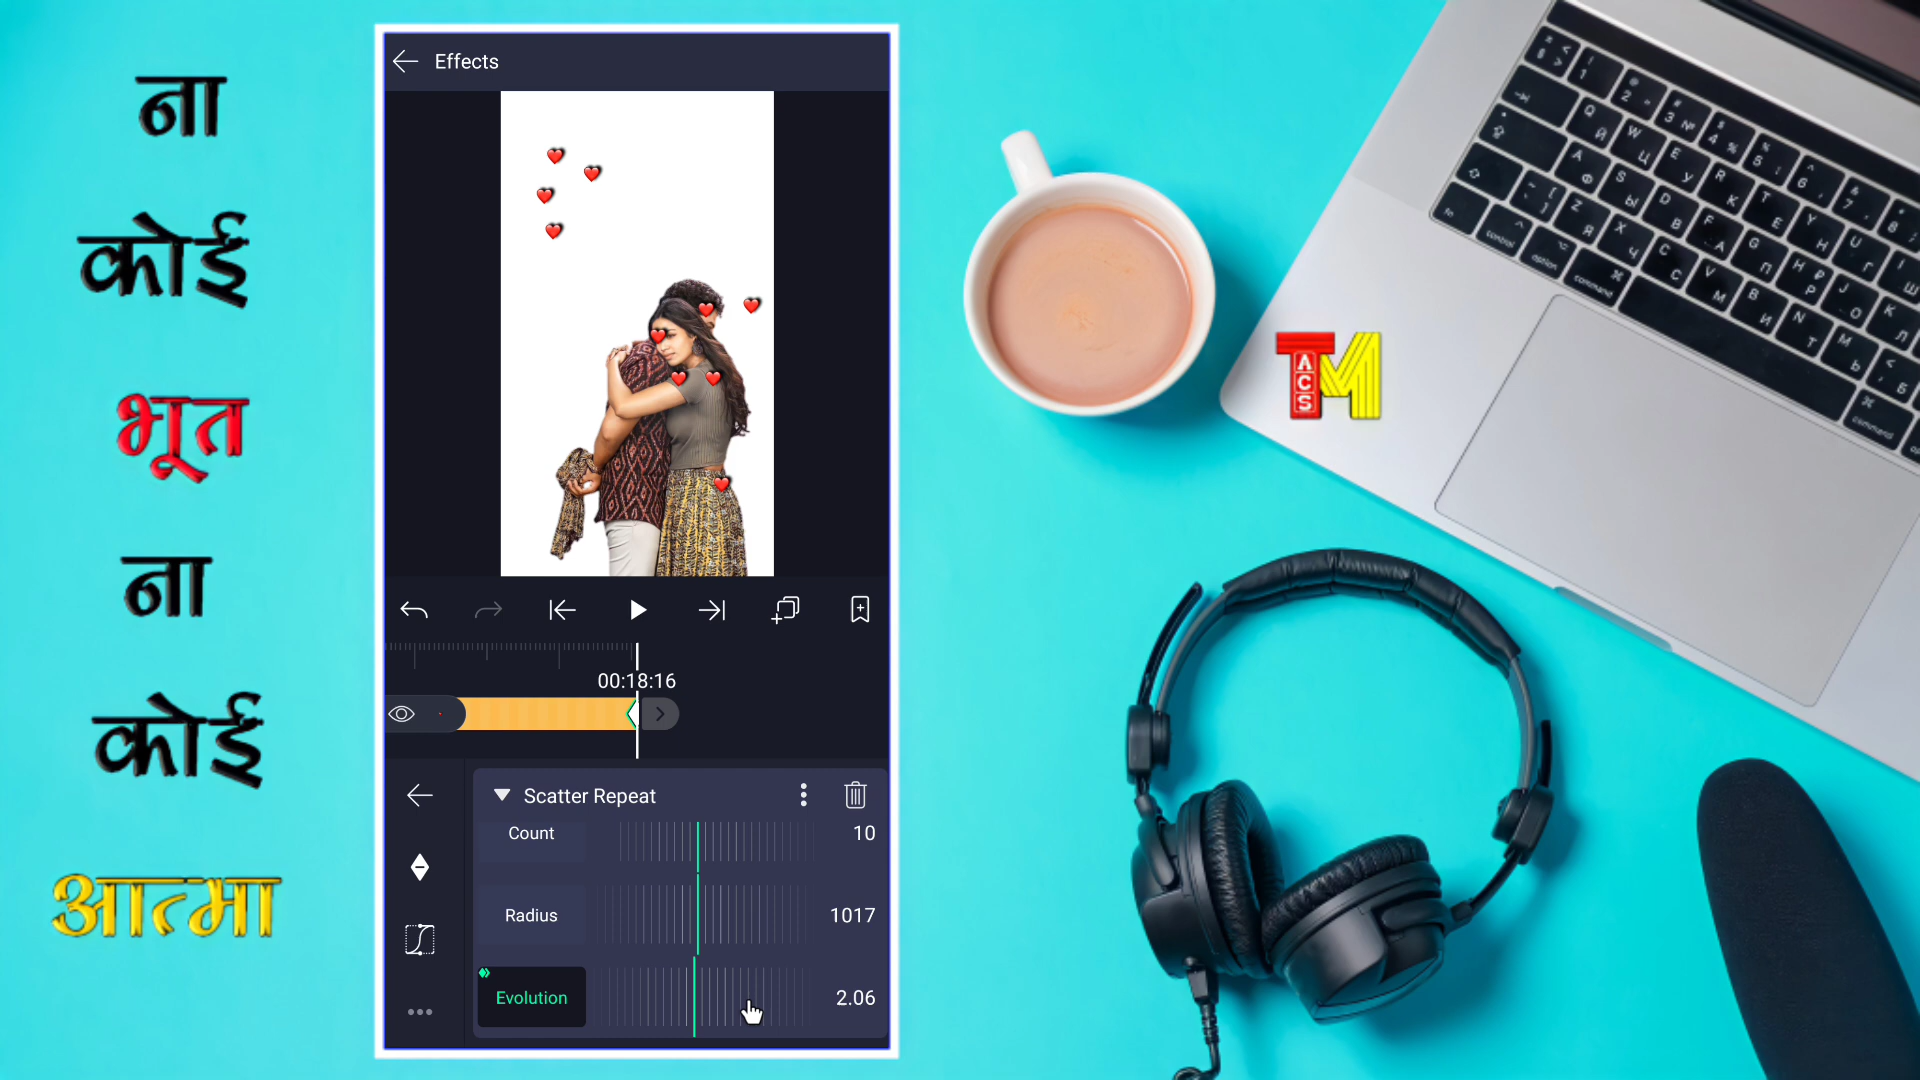 ना
कोई
भूत
ना
कोई
आत्मा
Effects
00:18:16
Scatter Repeat
Count 10
Radius 1017
Evolution 2.06
TM
ACS